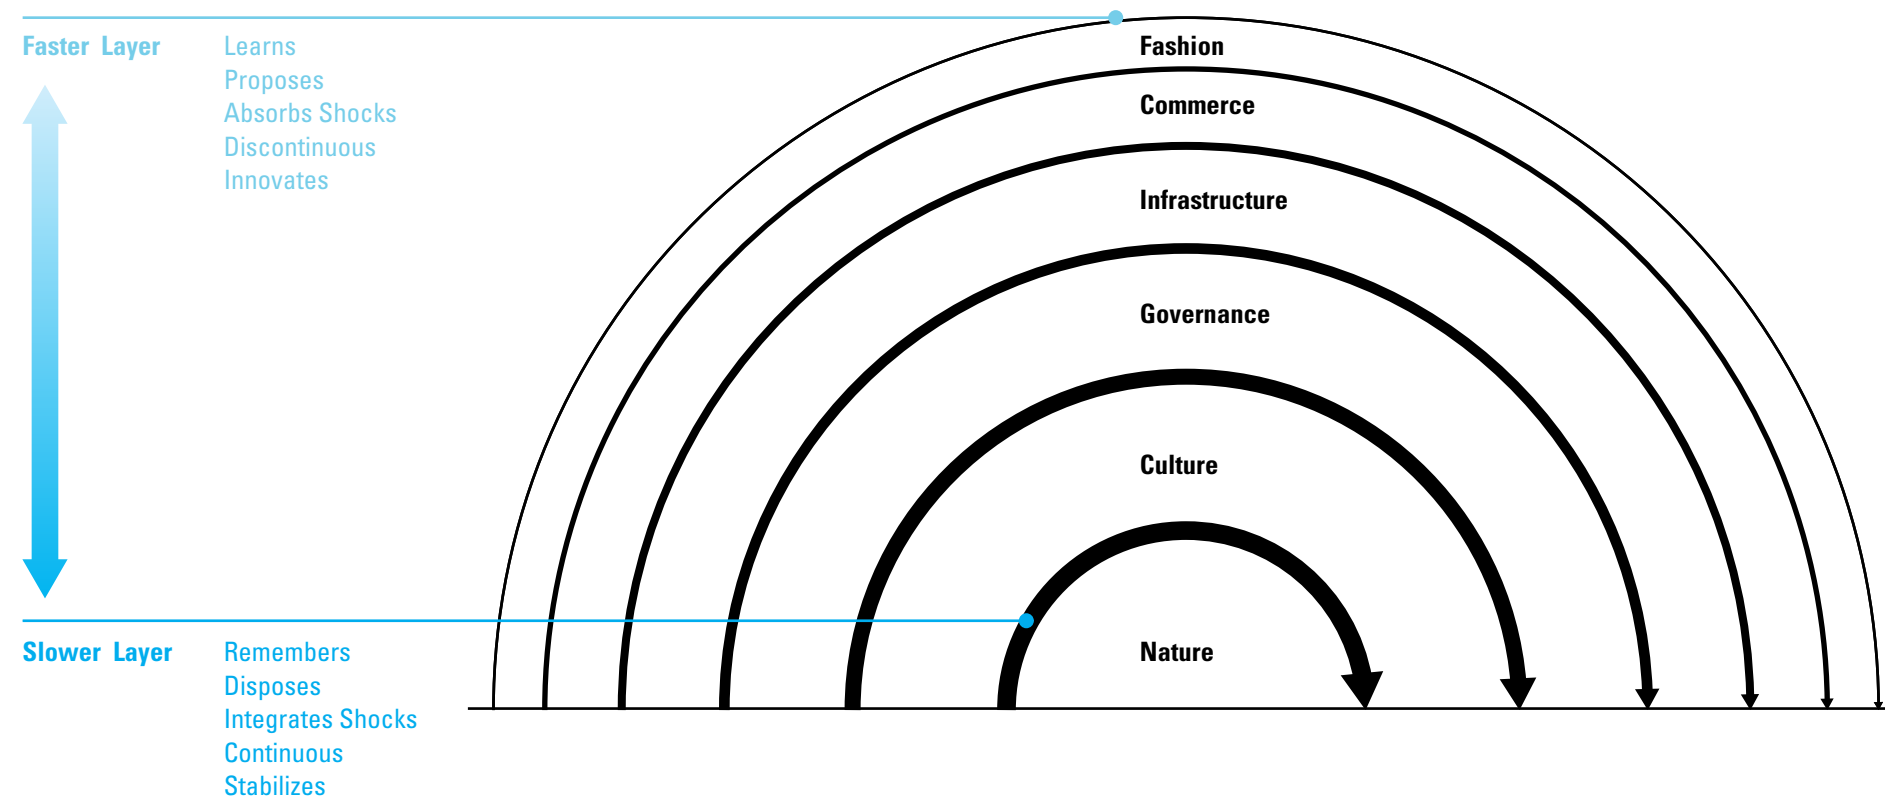 Faster Layer
Learns
Proposes
Absorbs Shocks
Discontinuous
Innovates
Fashion
Commerce
Infrastructure
Governance
Culture
Nature
Slower Layer
Remembers
Disposes
Integrates Shocks
Continuous
Stabilizes